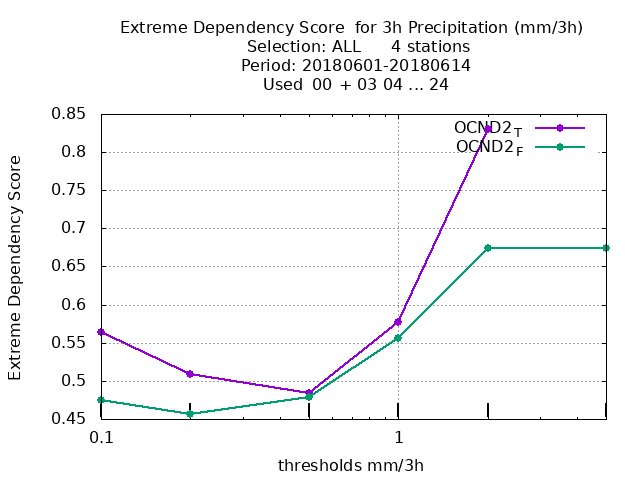 Extreme Dependency Score  for 3h Precipitation (mm/3h)
Selection: ALL      4 stations
Period: 20180601-20180614
Used  00 + 03 04 ... 24
OCND2T
OCND2F
0.85
0.8
0.75
0.7
0.65
0.6
0.55
0.5
0.45
Extreme Dependency Score
0.1
1
thresholds mm/3h